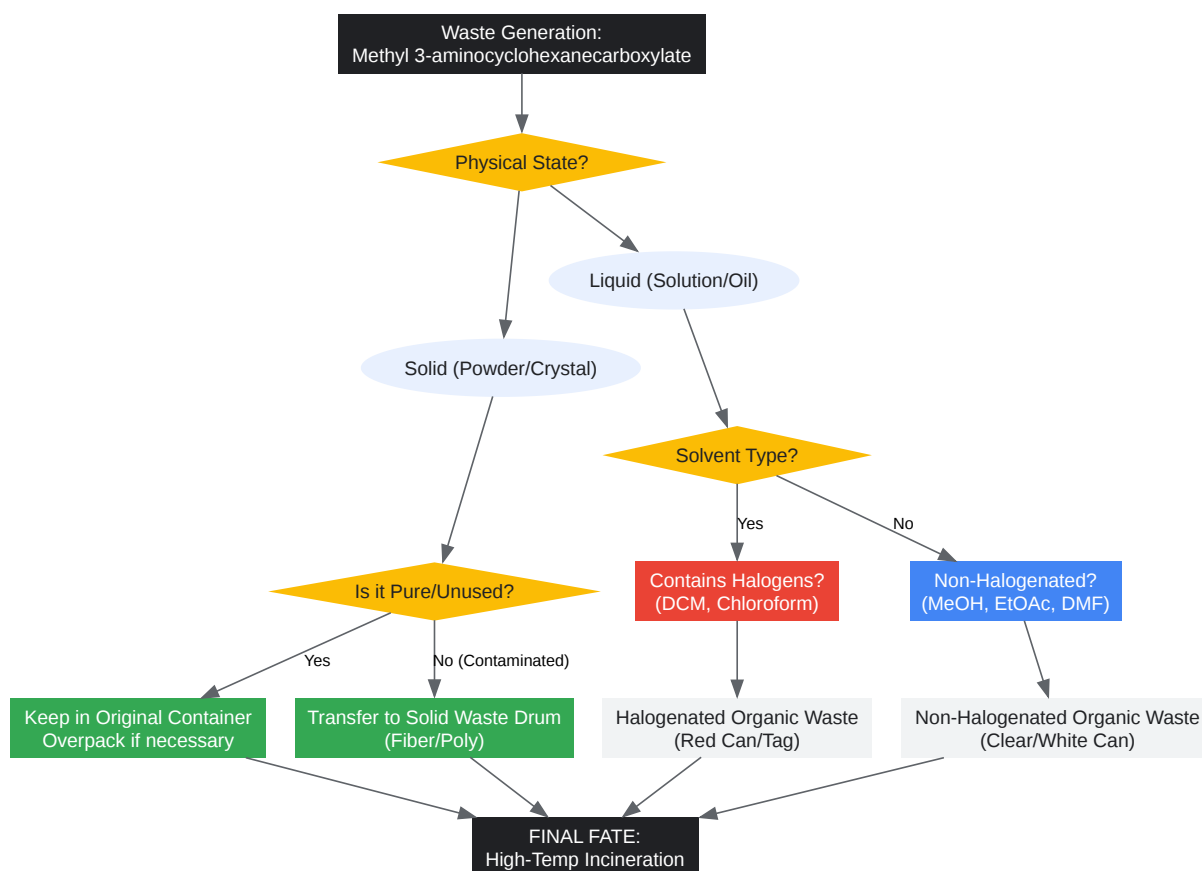 Waste Generation:
Methyl 3-aminocyclohexanecarboxylate
Physical State?
Liquid (Solution/Oil)
Solid (Powder/Crystal)
Solvent Type?
Yes
No
Contains Halogens?
(DCM, Chloroform)
Non-Halogenated?
(MeOH, EtOAc, DMF)
Is it Pure/Unused?
Yes
No (Contaminated)
Keep in Original Container
Overpack if necessary
Transfer to Solid Waste Drum
(Fiber/Poly)
Halogenated Organic Waste
(Red Can/Tag)
Non-Halogenated Organic Waste
(Clear/White Can)
FINAL FATE:
High-Temp Incineration